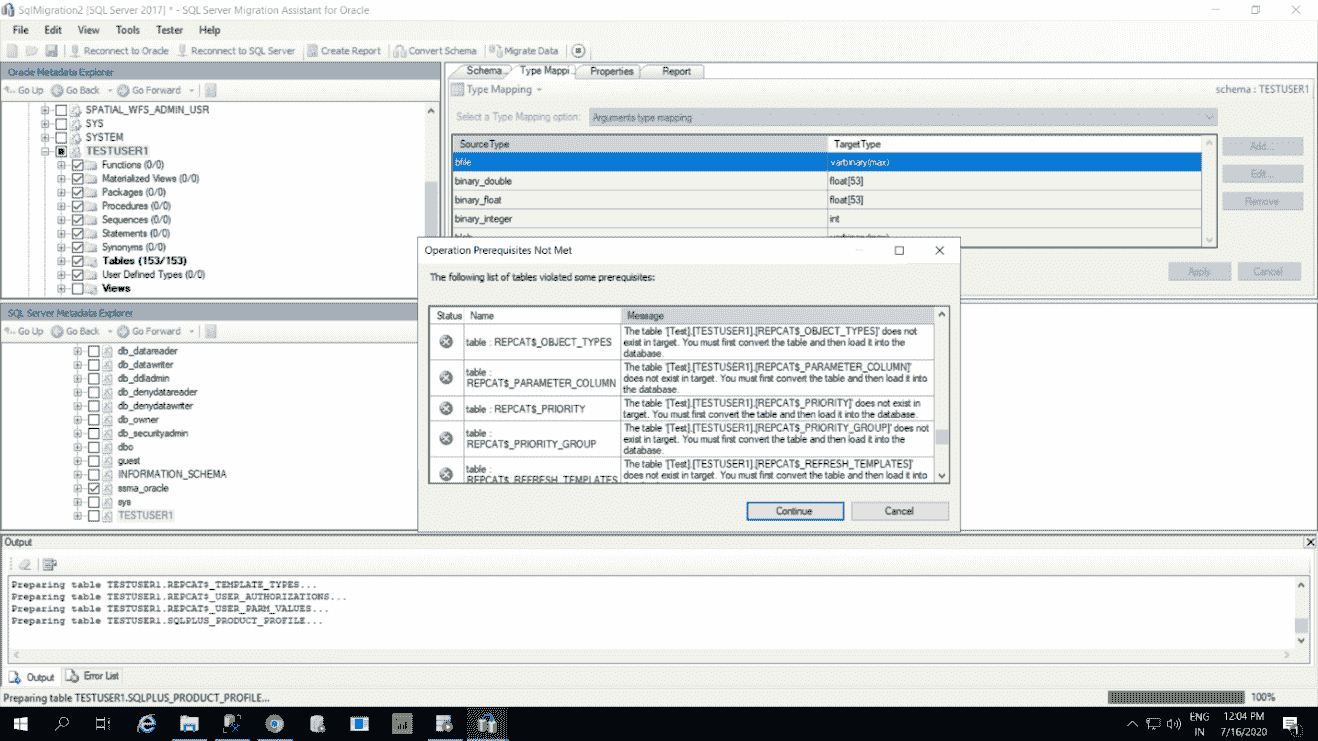 SqlMigration2 (SQL Server 2017) * - SQL Server Migration Assistant for Oracle
File Edit View Tools Tester Help
Reconnect to Oracle Reconnect to SQL Server Create Report Convert Schema Migrate Data
Oracle Metadata Explorer
Go Up Go Back Go Forward
SPATIAL_WFS_ADMIN_USR
SYS
SYSTEM
TESTUSER1
Functions (0/0)
Materialized Views (0/0)
Packages (0/0)
Procedures (0/0)
Sequences (0/0)
Statements (0/0)
Synonyms (0/0)
Tables (153/153)
User Defined Types (0/0)
Views
Schema... Type Mappi... Properties Report
Type Mapping schema : TESTUSER1
Select a Type Mapping option: Arguments type mapping
Source Type Target Type
bfile varbinary(max)
binary_double float[53]
binary_float float[53]
binary_integer int
Add...
Edit...
Remove
Apply Cancel
SQL Server Metadata Explorer
Go Up Go Back Go Forward
db_datareader
db_datawriter
db_ddladmin
db_denydatareader
db_denydatawriter
db_owner
db_securityadmin
dbo
guest
INFORMATION_SCHEMA
ssma_oracle
sys
TESTUSER1
Operation Prerequisites Not Met
The following list of tables violated some prerequisites:
Status Name Message
table : REPCAT$_OBJECT_TYPES
The table '[Test].[TESTUSER1].[REPCAT$_OBJECT_TYPES]' does not
exist in target. You must first convert the table and then load it into the
database.
table :
REPCAT$_PARAMETER_COLUMN
The table '[Test].[TESTUSER1].[REPCAT$_PARAMETER_COLUMN]'
does not exist in target. You must first convert the table and then load it into
the database.
table : REPCAT$_PRIORITY
The table '[Test].[TESTUSER1].[REPCAT$_PRIORITY]' does not exist in
target. You must first convert the table and then load it into the database.
table :
REPCAT$_PRIORITY_GROUP
The table '[Test].[TESTUSER1].[REPCAT$_PRIORITY_GROUP]' does not
exist in target. You must first convert the table and then load it into the
database.
table :
REPCAT$_REFRESH_TEMPLATES
The table '[Test].[TESTUSER1].[REPCAT$_REFRESH_TEMPLATES]'
does not exist in target. You must first convert the table and then load it into
Continue Cancel
Output
Preparing table TESTUSER1.REPCAT$_TEMPLATE_TYPES...
Preparing table TESTUSER1.REPCAT$_USER_AUTHORIZATIONS...
Preparing table TESTUSER1.REPCAT$_USER_PARM_VALUES...
Preparing table TESTUSER1.SQLPLUS_PRODUCT_PROFILE...
Output Error List
Preparing table TESTUSER1.SQLPLUS_PRODUCT_PROFILE... 100%
ENG
IN
12:04 PM
7/16/2020
1